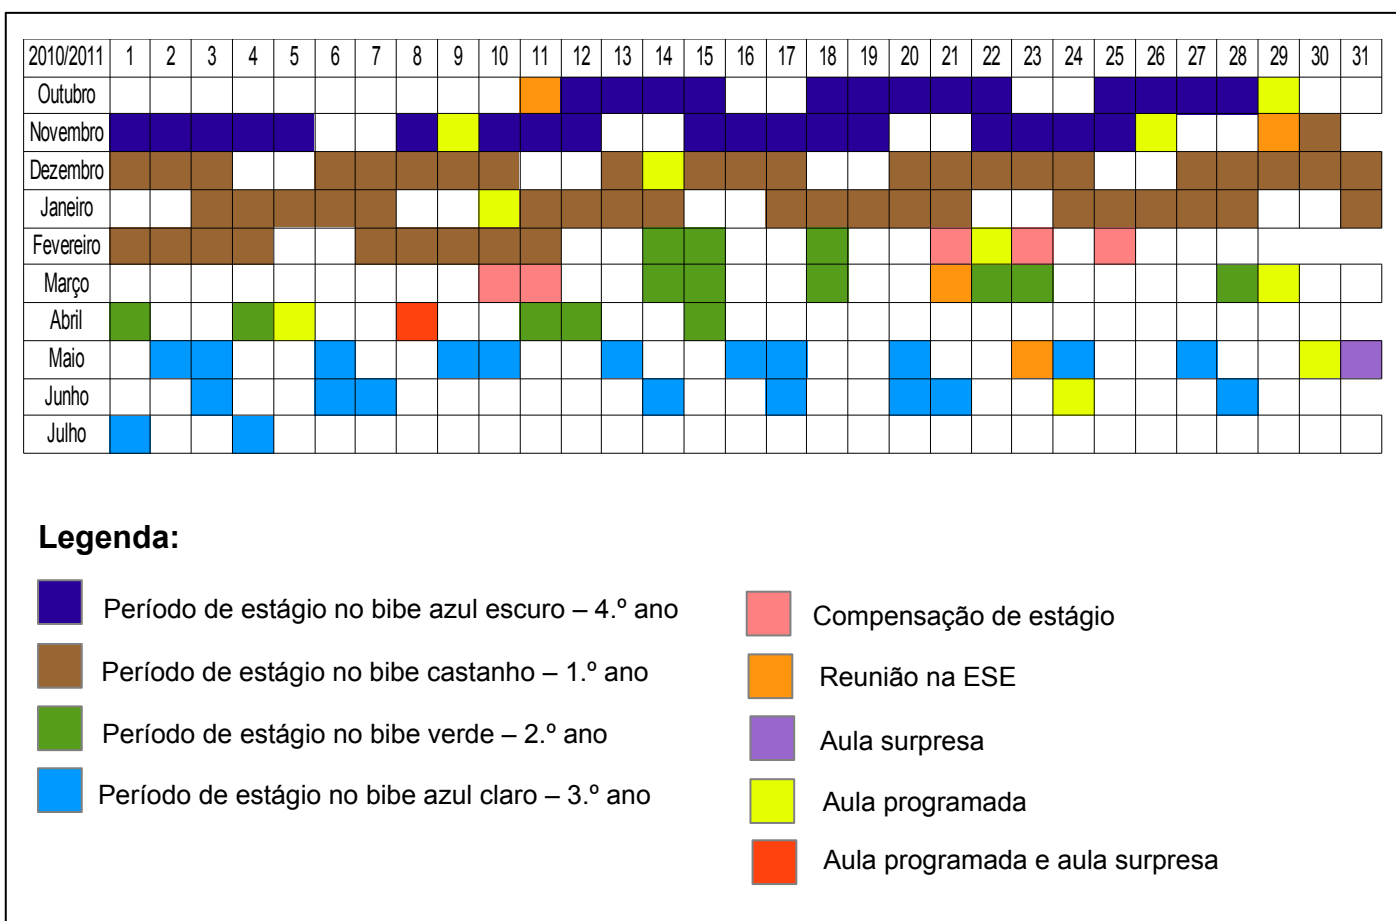 2010/2011 1 2 3 4 5 6 7 8 9 10 11 12 13 14 15 16 17 18 19 20 21 22 23 24 25 26 27 28 29 30 31
Outubro
Novembro
Dezembro
Janeiro
Fevereiro
Março
Abril
Maio
Junho
Julho
Legenda:
Período de estágio no bibe azul escuro – 4.º ano
Período de estágio no bibe castanho – 1.º ano
Período de estágio no bibe verde – 2.º ano
Período de estágio no bibe azul claro – 3.º ano
Compensação de estágio
Reunião na ESE
Aula surpresa
Aula programada
Aula programada e aula surpresa